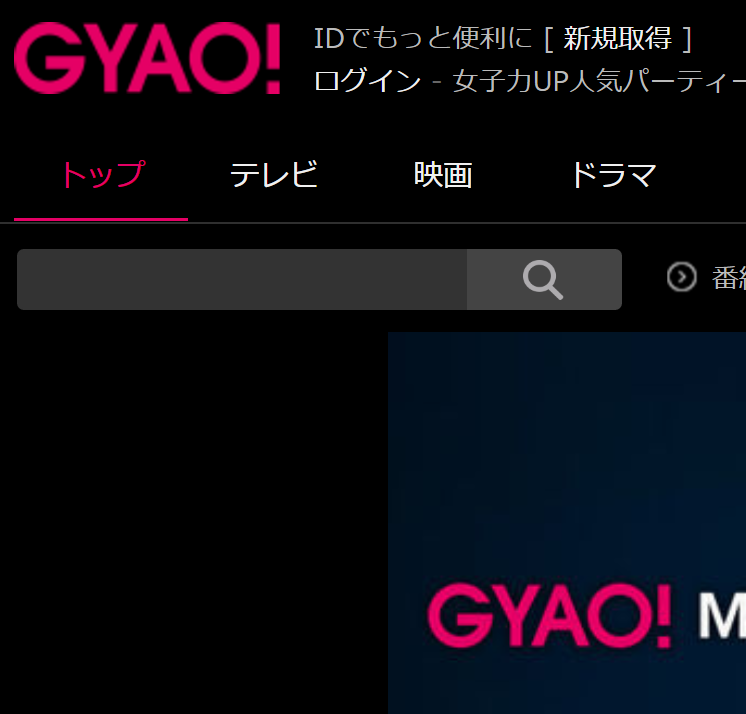 GYAO!
IDでもっと便利に [ 新規取得 ]
ログイン - 女子力UP人気パーティー
トップ テレビ 映画 ドラマ
番組
GYAO! M